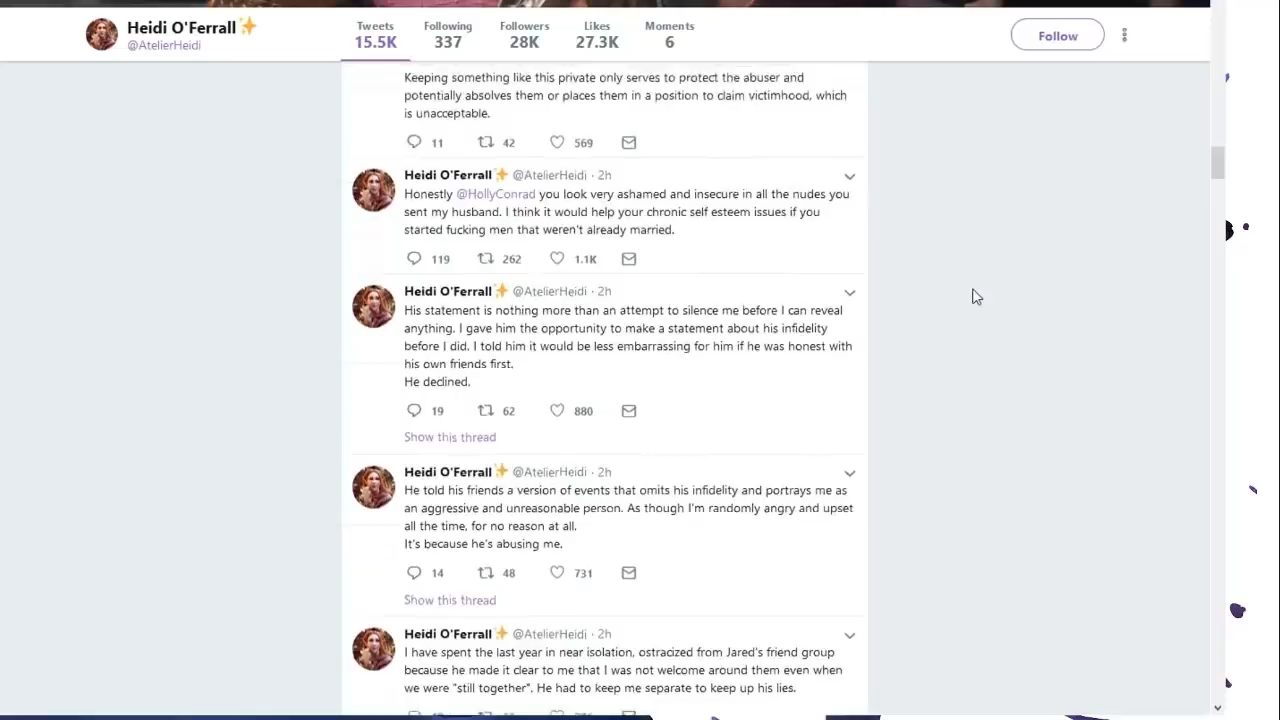 Heidi O'Ferrall✨
@AtelierHeidi
Tweets
15.5K
Following
337
Followers
28K
Likes
27.3K
Moments
6
Follow
Keeping something like this private only serves to protect the abuser and
potentially absolves them or places them in a position to claim victimhood, which
is unacceptable.
11 42 569
Heidi O'Ferrall✨ @AtelierHeidi · 2h
Honestly @HollyConrad you look very ashamed and insecure in all the nudes you
sent my husband. I think it would help your chronic self esteem issues if you
started fucking men that weren't already married.
119 262 1.1K
Heidi O'Ferrall✨ @AtelierHeidi · 2h
His statement is nothing more than an attempt to silence me before I can reveal
anything. I gave him the opportunity to make a statement about his infidelity
before I did. I told him it would be less embarrassing for him if he was honest with
his own friends first.
He declined.
19 62 880
Show this thread
Heidi O'Ferrall✨ @AtelierHeidi · 2h
He told his friends a version of events that omits his infidelity and portrays me as
an aggressive and unreasonable person. As though I'm randomly angry and upset
all the time, for no reason at all.
It's because he's abusing me.
14 48 731
Show this thread
Heidi O'Ferrall✨ @AtelierHeidi · 2h
I have spent the last year in near isolation, ostracized from Jared's friend group
because he made it clear to me that I was not welcome around them even when
we were "still together". He had to keep me separate to keep up his lies.